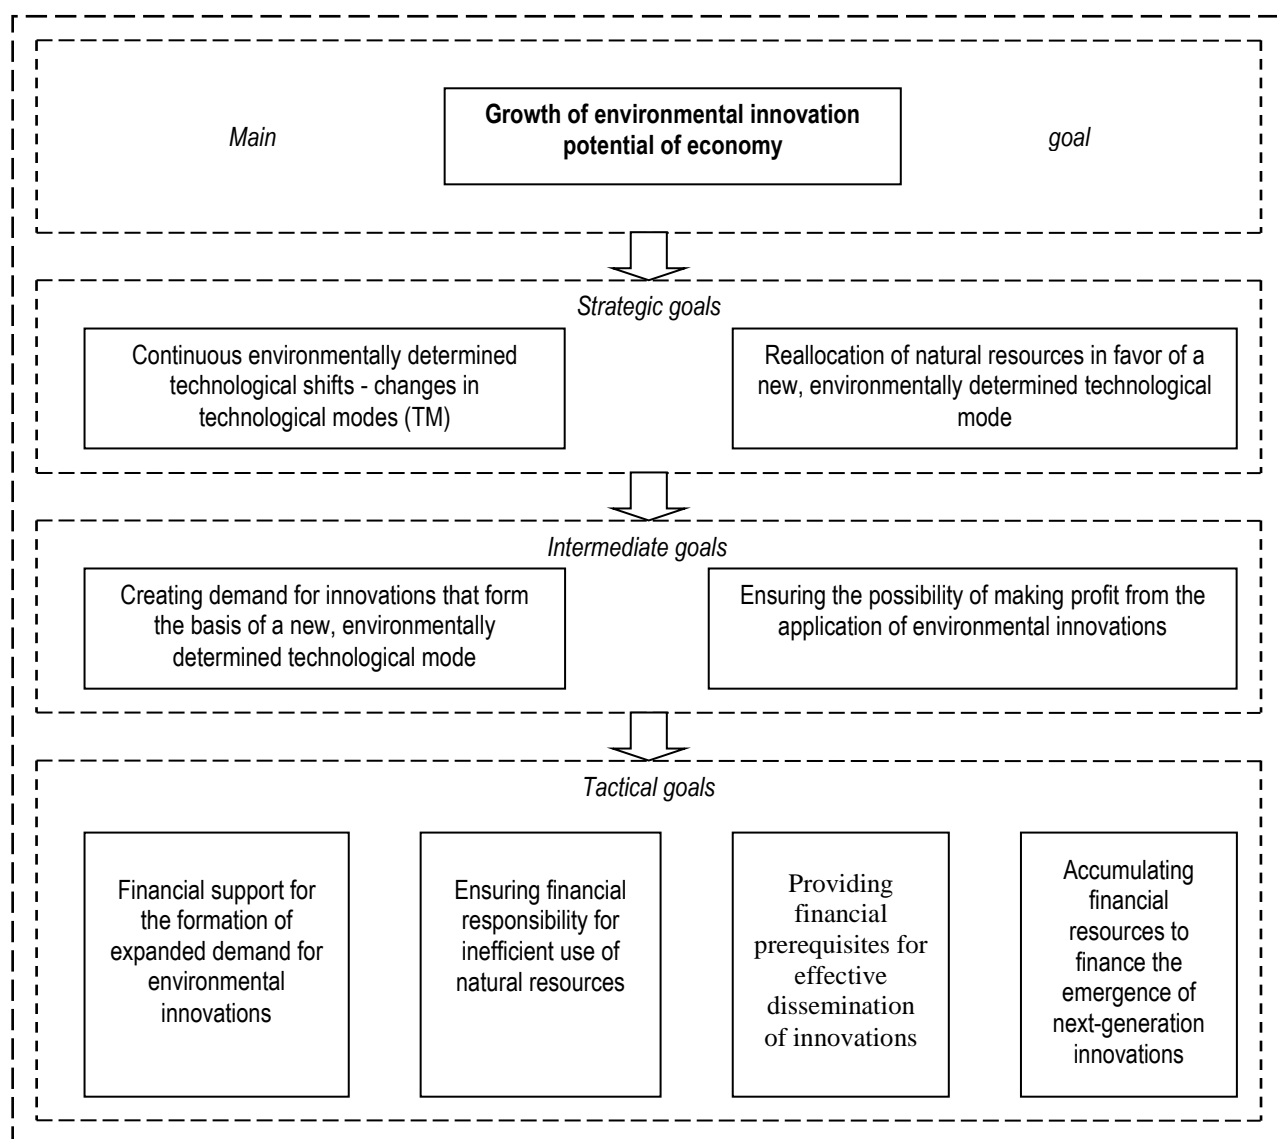 Main
Growth of environmental innovation
potential of economy
goal
Strategic goals
Continuous environmentally determined
technological shifts - changes in
technological modes (TM)
Reallocation of natural resources in favor of a
new, environmentally determined technological
mode
Intermediate goals
Creating demand for innovations that form
the basis of a new, environmentally
determined technological mode
Ensuring the possibility of making profit from the
application of environmental innovations
Tactical goals
Financial support for
the formation of
expanded demand for
environmental
innovations
Ensuring financial
responsibility for
inefficient use of
natural resources
Providing
financial
prerequisites for
effective
dissemination
of innovations
Accumulating
financial
resources to
finance the
emergence of
next-generation
innovations